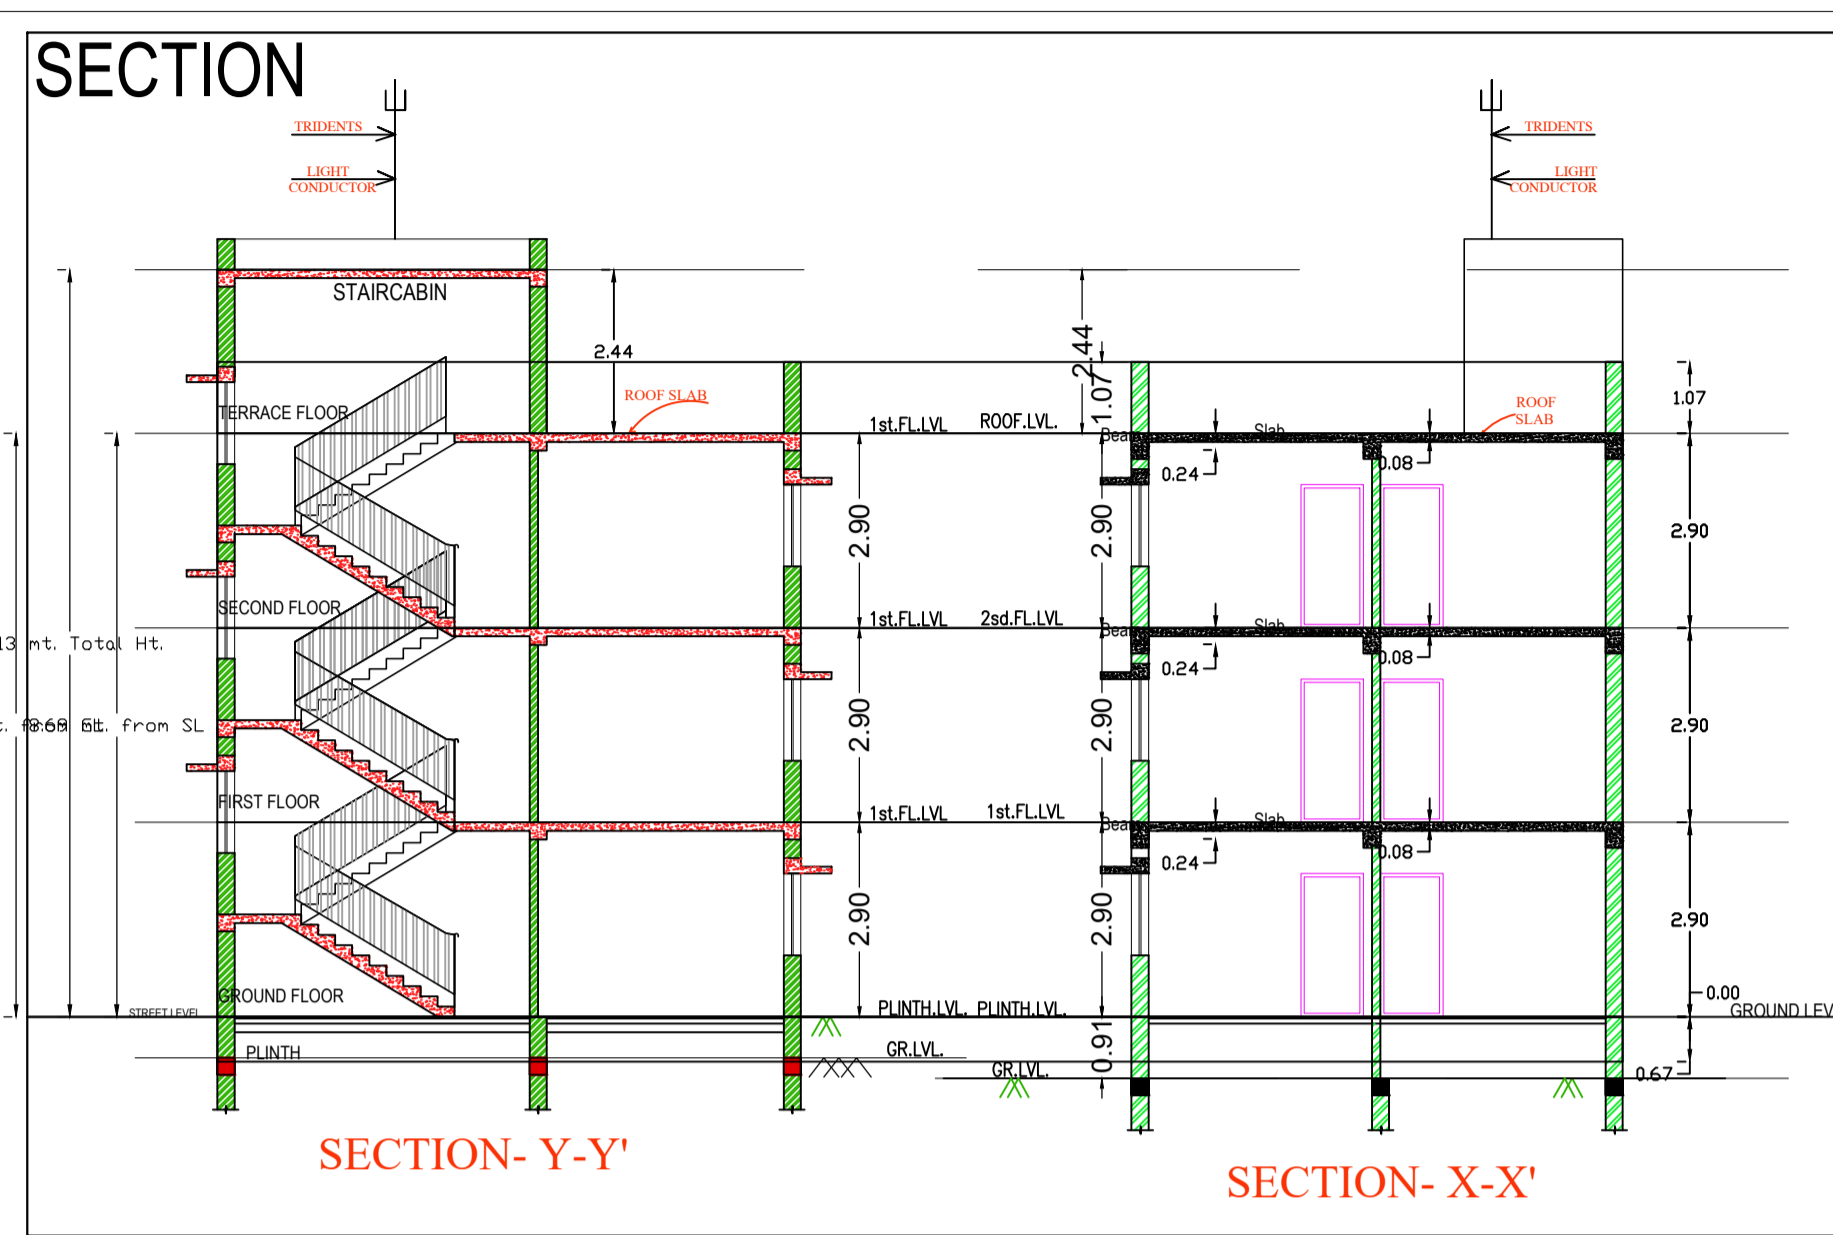 SECTION
TRIDENTS
LIGHT
CONDUCTOR
TRIDENTS
LIGHT
CONDUCTOR
STAIRCABIN
2.44
2.44
1.07
1.07
TERRACE FLOOR
ROOF SLAB
1st.FL.LVL
ROOF.LVL.
ROOF
SLAB
Slab
0.24
0.08
2.90
2.90
2.90
SECOND FLOOR
1st.FL.LVL
2sd.FL.LVL
Slab
13 mt. Total Ht.
0.24
0.08
from SL
2.90
2.90
2.90
FIRST FLOOR
1st.FL.LVL
1st.FL.LVL
Slab
0.24
0.08
2.90
2.90
2.90
GROUND FLOOR
0.00
STREET LEVEL
PLINTH.LVL.
PLINTH.LVL.
GROUND LEV
PLINTH
GR.LVL.
0.91
GR.LVL.
0.67
SECTION- Y-Y'
SECTION- X-X'